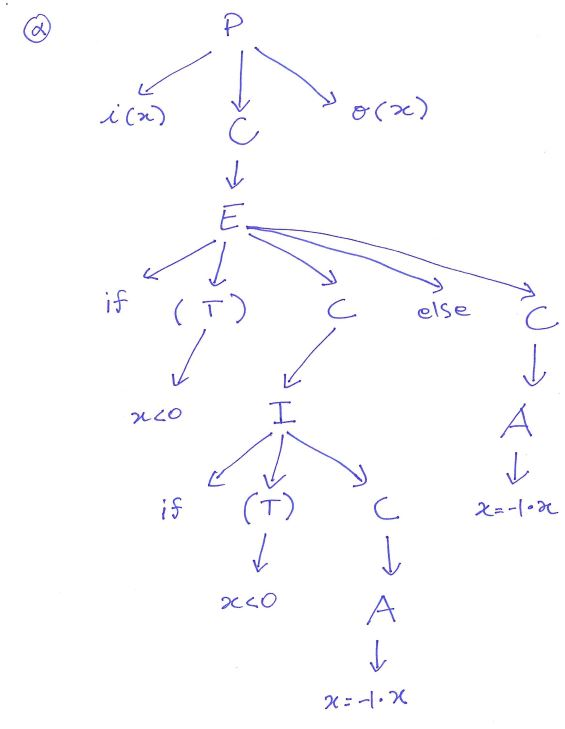 α
P
i(x) C o(x)
E
if (T) C else C
x<0 I A
if (T) C x=-1·x
x<0 A
x=-1·x